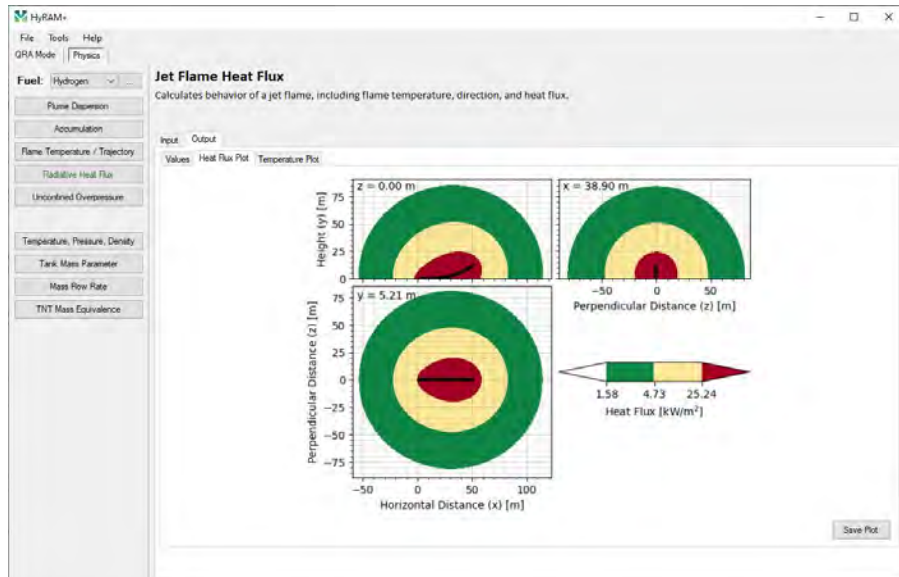 HyRAM+
File Tools Help
QRA Mode Physics
Fuel: Hydrogen ...
Plume Dispersion
Accumulation
Flame Temperature / Trajectory
Radiative Heat Flux
Unconfined Overpressure
Temperature, Pressure, Density
Tank Mass Parameter
Mass Flow Rate
TNT Mass Equivalence
Jet Flame Heat Flux
Calculates behavior of a jet flame, including flame temperature, direction, and heat flux.
Input Output
Values Heat Flux Plot Temperature Plot
z = 0.00 m
75
50
25
0
Height (y) [m]
x = 38.90 m
−50 0 50
Perpendicular Distance (z) [m]
y = 5.21 m
75
50
25
0
−25
−50
−75
Perpendicular Distance (z) [m]
−50 0 50 100
Horizontal Distance (x) [m]
1.58 4.73 25.24
Heat Flux [kW/m²]
Save Plot